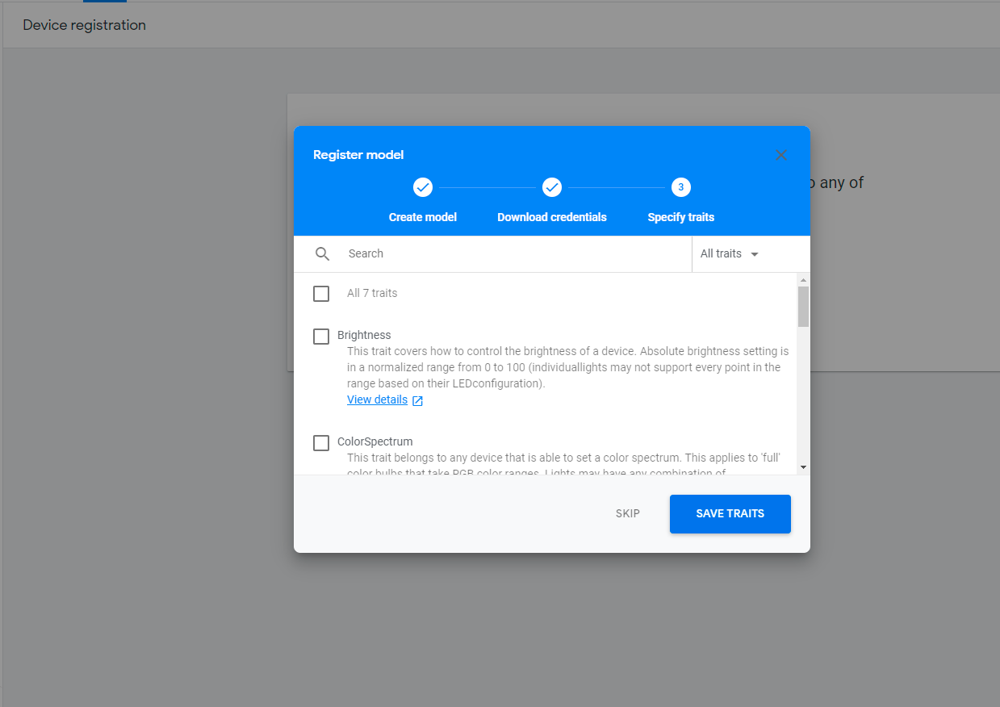 Device registration
Register model
any of
3
Create model
Download credentials
Specify traits
Search
All traits
All 7 traits
Brightness
This trait covers how to control the brightness of a device. Absolute brightness setting is
in a normalized range from 0 to 100 (individuallights may not support every point in the
range based on their LEDconfiguration).
View details
ColorSpectrum
This trait belongs to any device that is able to set a color spectrum. This applies to 'full'
color bulbs that take RGB color ranges. Lights may have any combination of
SKIP
SAVE TRAITS